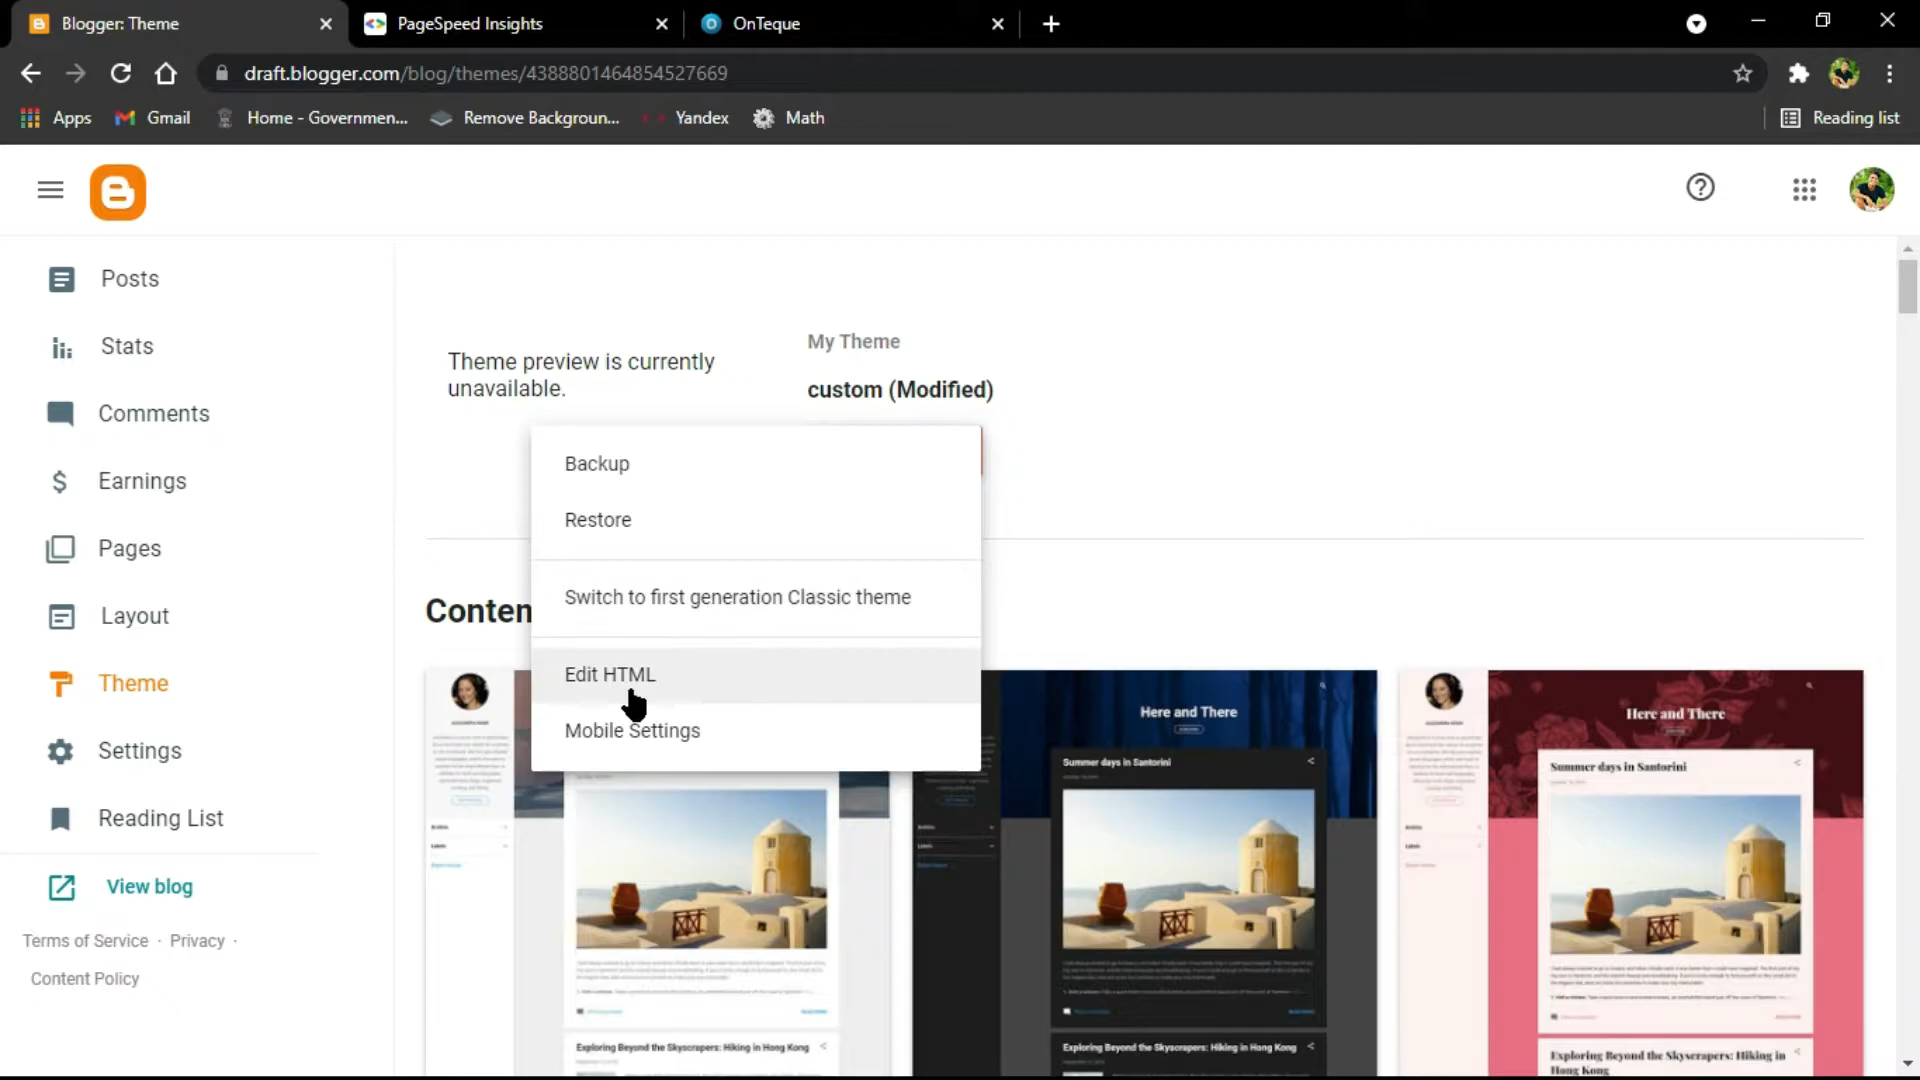 Blogger: Theme
PageSpeed Insights
OnTeque
draft.blogger.com/blog/themes/4388801464854527669
Apps
Gmail
Home - Governmen...
Remove Backgroun...
Yandex
Math
Reading list
Posts
Stats
Comments
Earnings
Pages
Layout
Theme
Settings
Reading List
View blog
Terms of Service · Privacy ·
Content Policy
Theme preview is currently
unavailable.
My Theme
custom (Modified)
Backup
Restore
Switch to first generation Classic theme
Edit HTML
Mobile Settings
Conten
Here and There
Summer days in Santorini
Here and There
Summer days in Santorini
Exploring Beyond the Skyscrapers: Hiking in Hong Kong
Exploring Beyond the Skyscrapers: Hiking in Hong Kong
Exploring Beyond the Skyscrapers: Hiking in
Hong Kong